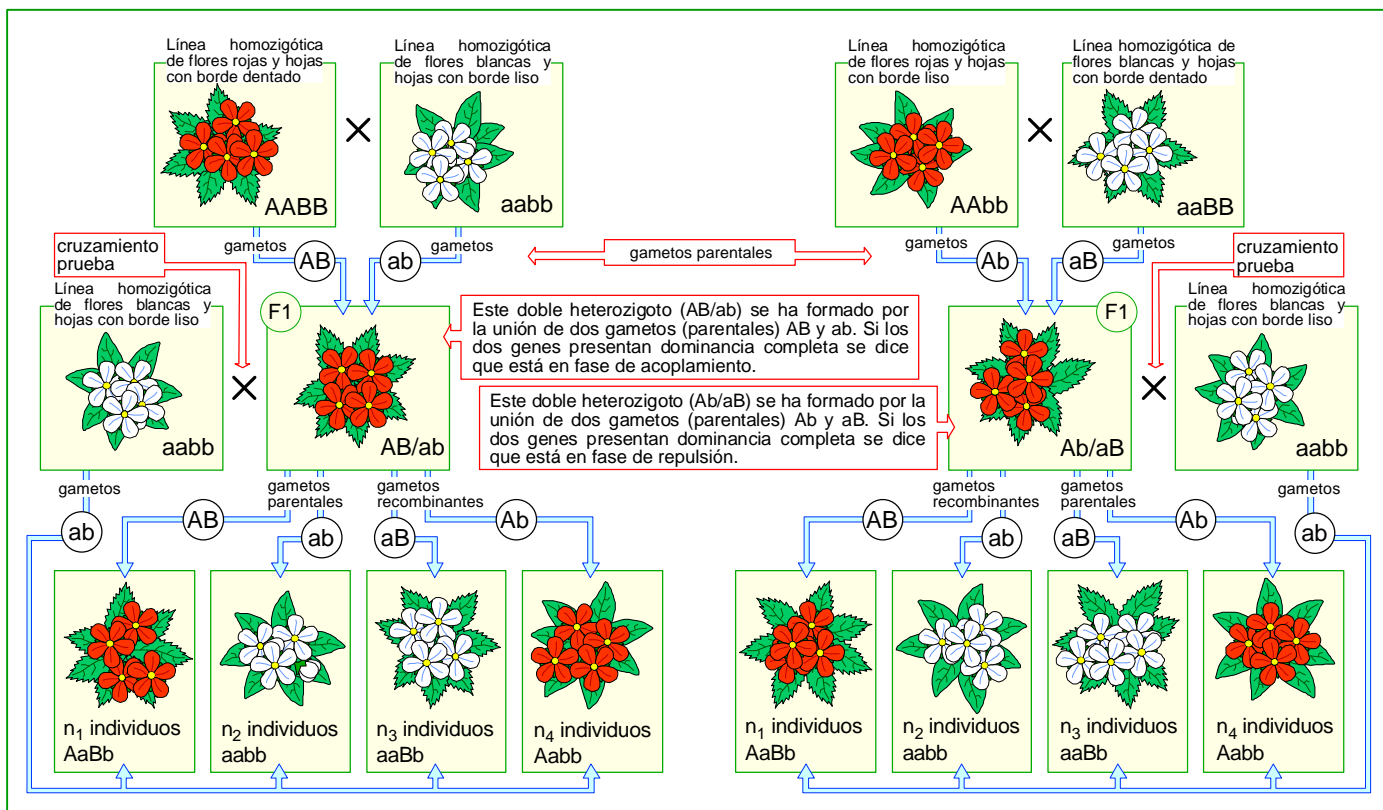 Línea homozigótica
de flores rojas y hojas
con borde dentado
AABB
Línea homozigótica
de flores blancas y
hojas con borde liso
aabb
Línea homozigótica
de flores rojas y hojas
con borde liso
AAbb
Línea homozigótica de
flores blancas y hojas
con borde dentado
aaBB
gametos
AB
ab
gametos
gametos parentales
gametos
Ab
aB
gametos
cruzamiento
prueba
cruzamiento
prueba
Línea homozigótica
de flores blancas y
hojas con borde liso
aabb
F1
AB/ab
Este doble heterozigoto (AB/ab) se ha formado por
la unión de dos gametos (parentales) AB y ab. Si los
dos genes presentan dominancia completa se dice
que está en fase de acoplamiento.
Este doble heterozigoto (Ab/aB) se ha formado por la
unión de dos gametos (parentales) Ab y aB. Si los
dos genes presentan dominancia completa se dice
que está en fase de repulsión.
F1
Ab/aB
Línea homozigótica
de flores blancas y
hojas con borde liso
aabb
gametos
ab
gametos
parentales
gametos
recombinantes
AB
ab
aB
Ab
gametos
recombinantes
gametos
parentales
gametos
AB
ab
aB
Ab
ab
n1 individuos
AaBb
n2 individuos
aabb
n3 individuos
aaBb
n4 individuos
Aabb
n1 individuos
AaBb
n2 individuos
aabb
n3 individuos
aaBb
n4 individuos
Aabb